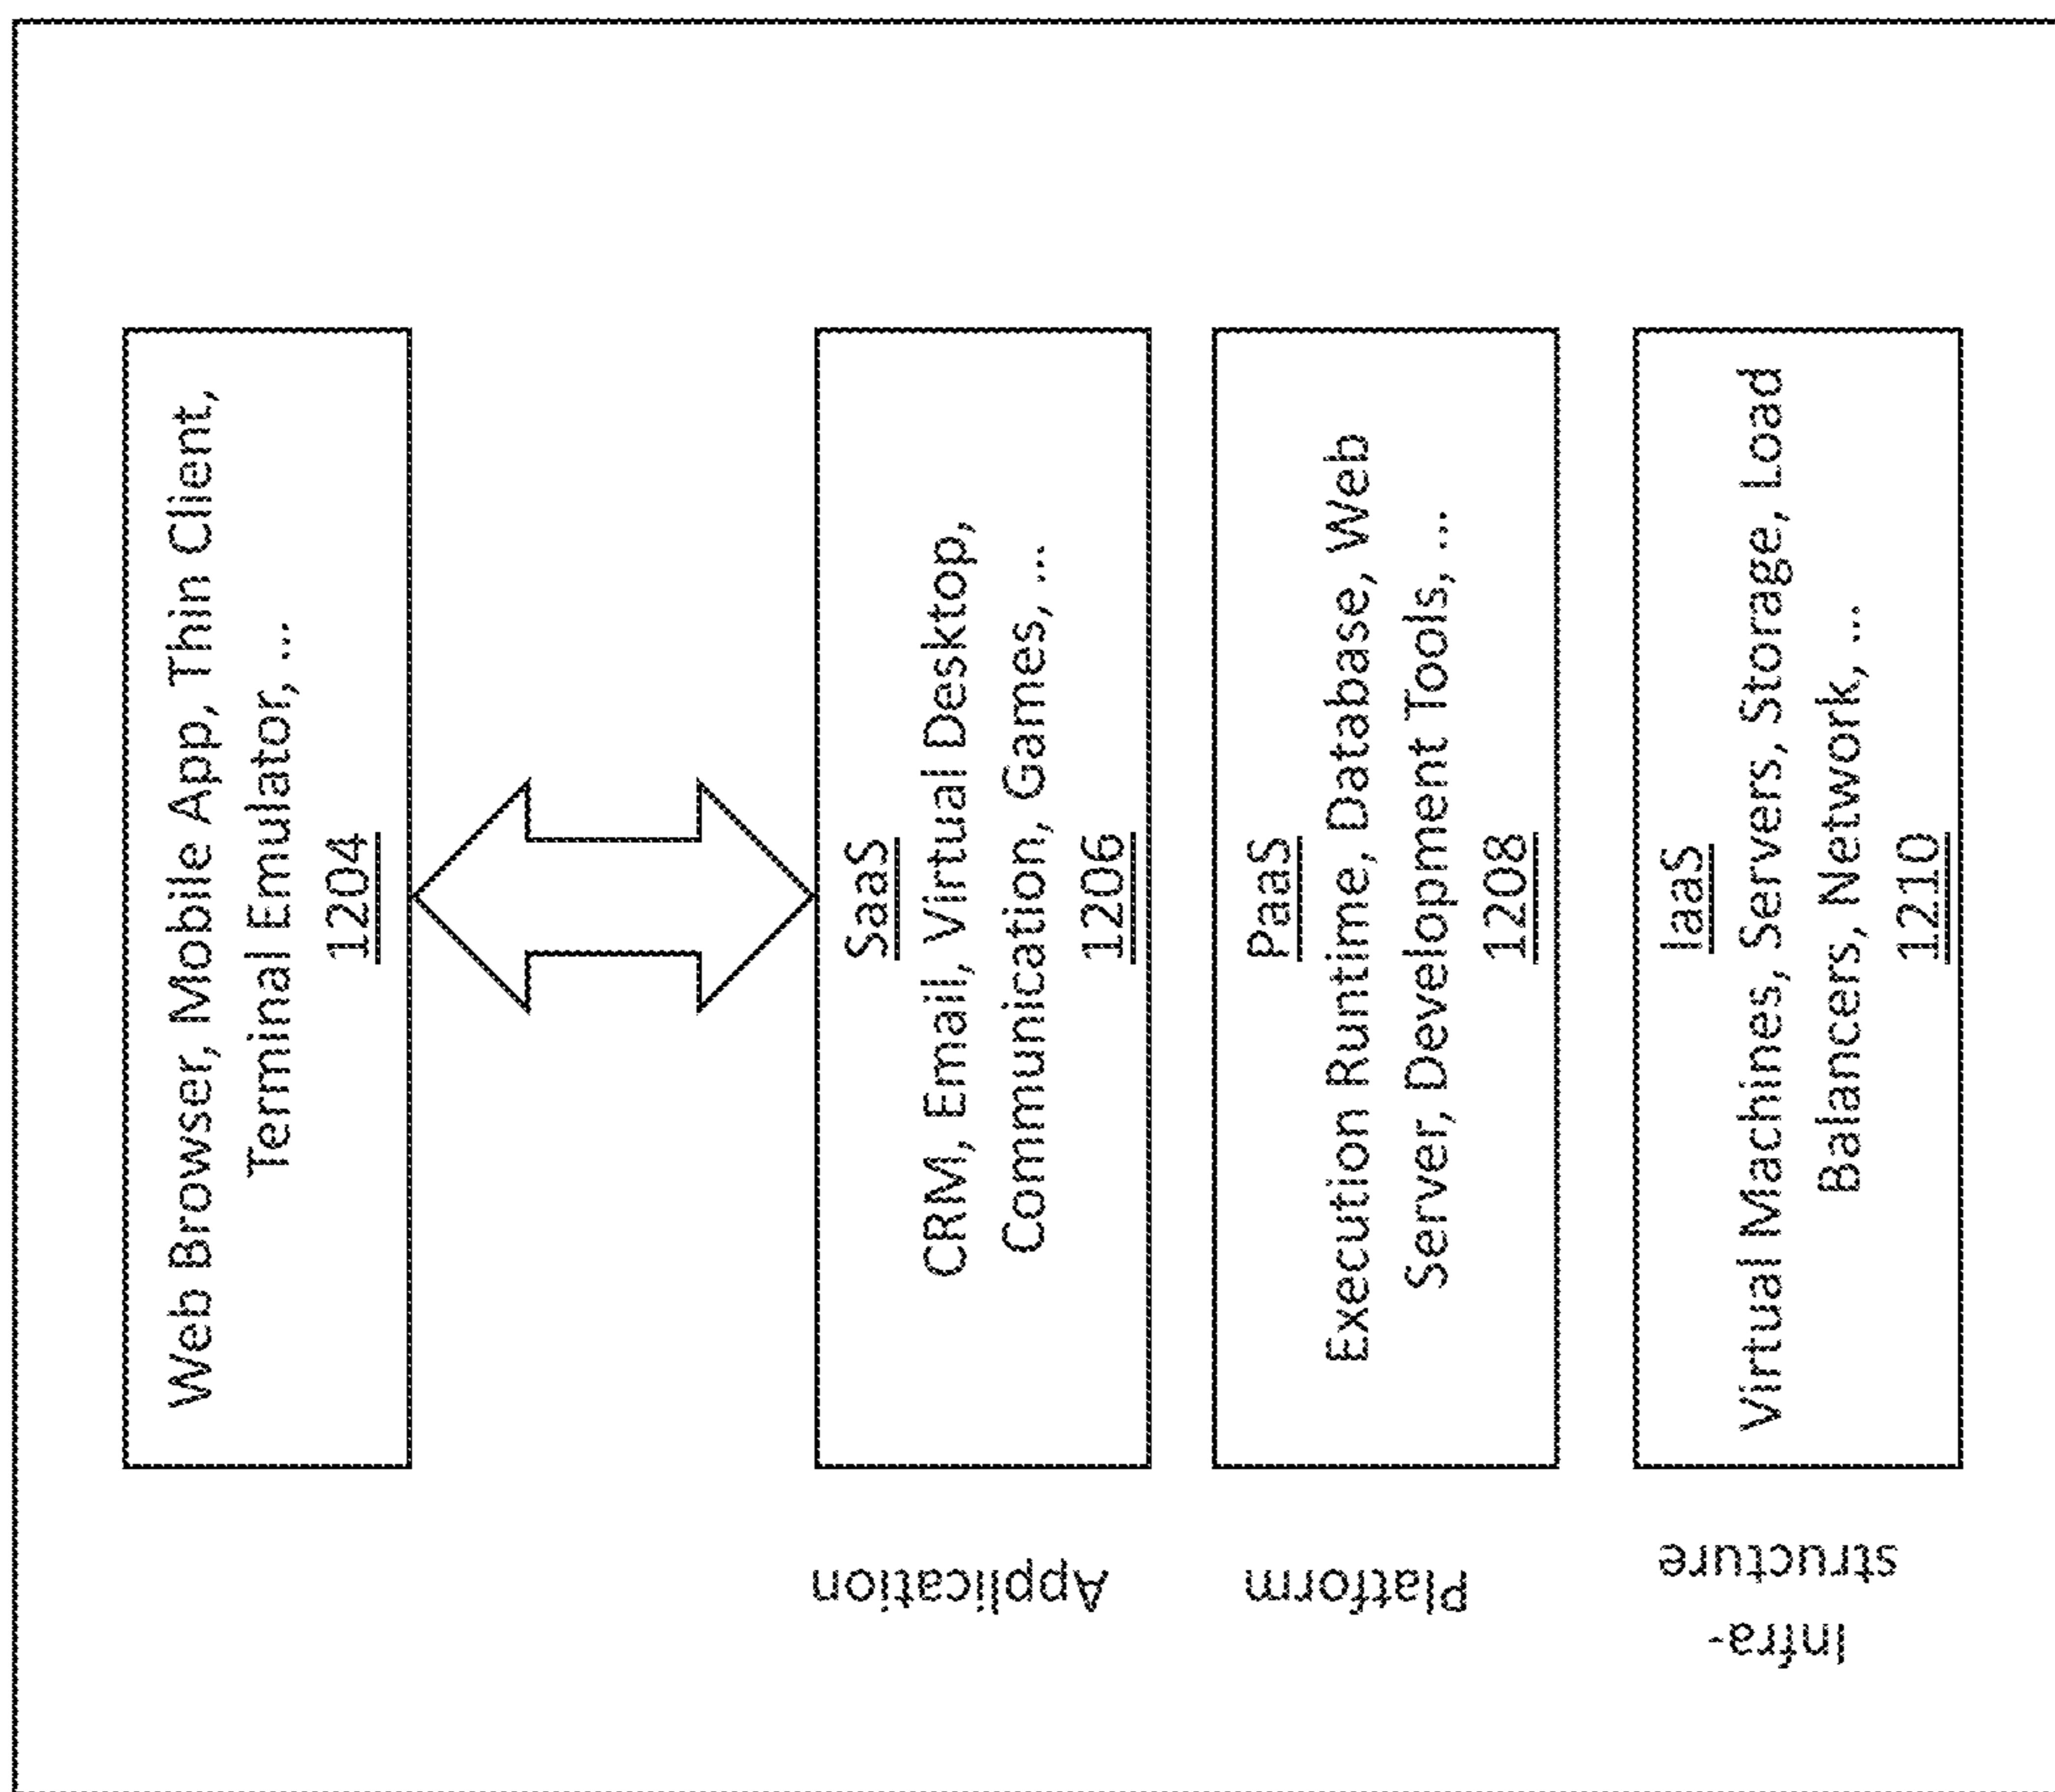 Web Browser, Mobile App, Thin Client,
Terminal Emulator, ...
1204
Application
SaaS
CRM, Email, Virtual Desktop,
Communication, Games, ...
1206
Platform
PaaS
Execution Runtime, Database, Web
Server, Development Tools, ...
1208
Infra-
structure
IaaS
Virtual Machines, Servers, Storage, Load
Balancers, Network, ...
1210